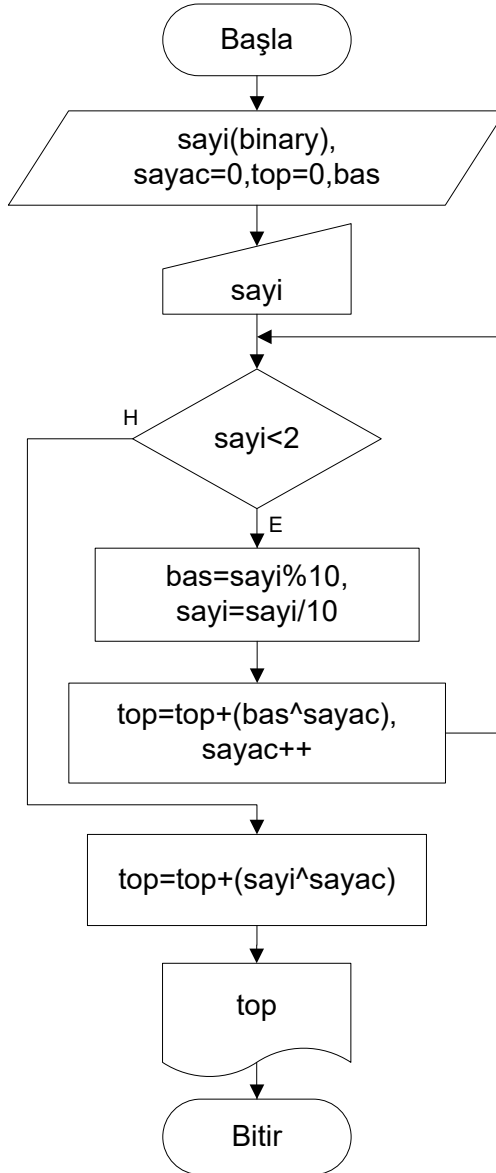 Başla
sayi(binary),
sayac=0,top=0,bas
sayi
H
sayi<2
E
bas=sayi%10,
sayi=sayi/10
top=top+(bas^sayac),
sayac++
top=top+(sayi^sayac)
top
Bitir